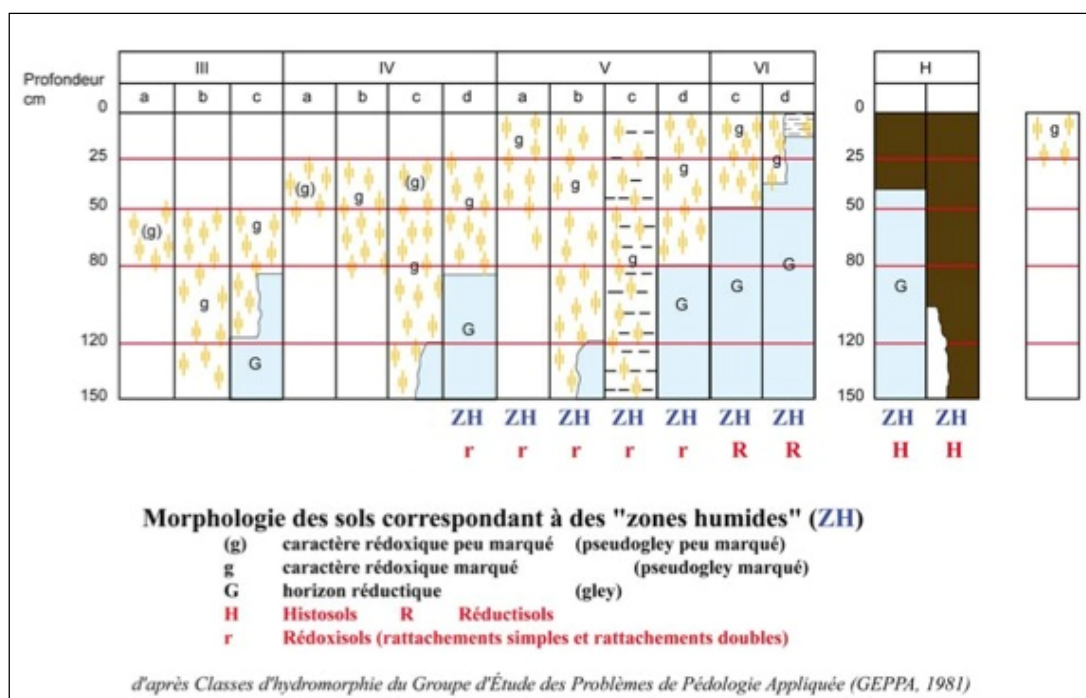 III IV V VI H
Profondeur
cm
a b c a b c d a b c d c d
0 0
g g g
25 25
(g) (g) g g g g
g g
50 50
(g) g
g
80 80
g G G G
g G G
120 120
G
150 150
ZH ZH ZH ZH ZH ZH ZH ZH ZH
r r r r r R R H H
Morphologie des sols correspondant à des "zones humides" (ZH)
(g) caractère rédoxique peu marqué (pseudogley peu marqué)
g caractère rédoxique marqué (pseudogley marqué)
G horizon réductique (gley)
H Histosols R Réductisols
r Rédoxisols (rattachements simples et rattachements doubles)
d'après Classes d'hydromorphie du Groupe d'Étude des Problèmes de Pédologie Appliquée (GEPPA, 1981)